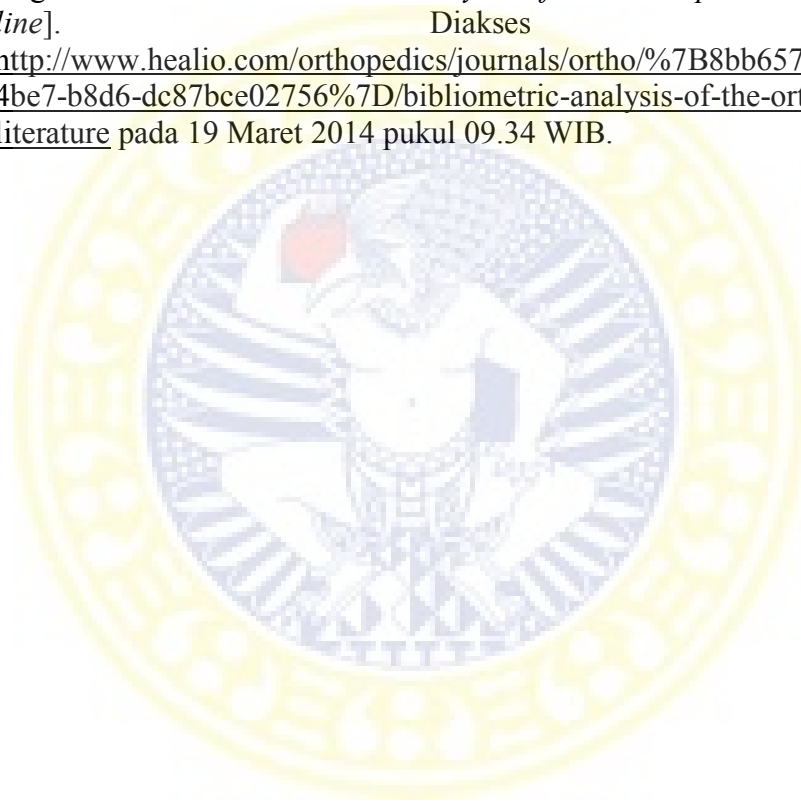 line]. Diakses
http://www.healio.com/orthopedics/journals/ortho/%7B8bb657
4be7-b8d6-dc87bce02756%7D/bibliometric-analysis-of-the-ort
literature pada 19 Maret 2014 pukul 09.34 WIB.